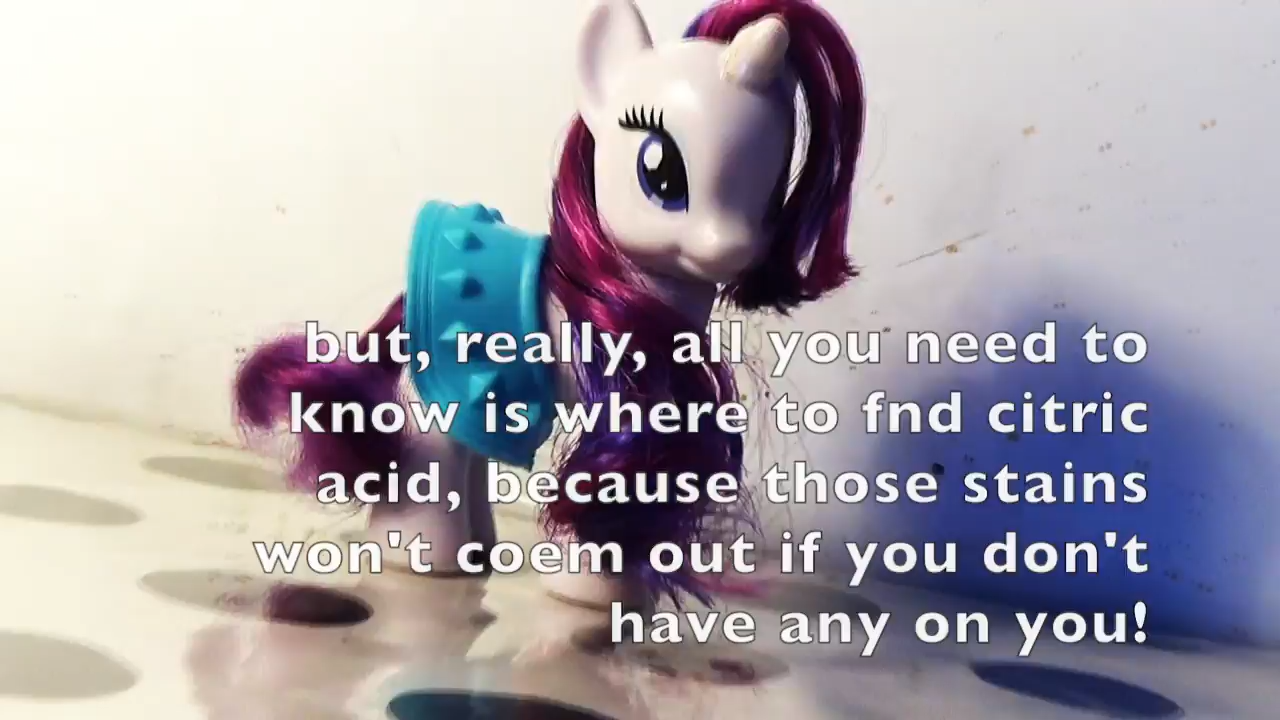 but, really, all you need to
know is where to fnd citric
acid, because those stains
won't coem out if you don't
have any on you!